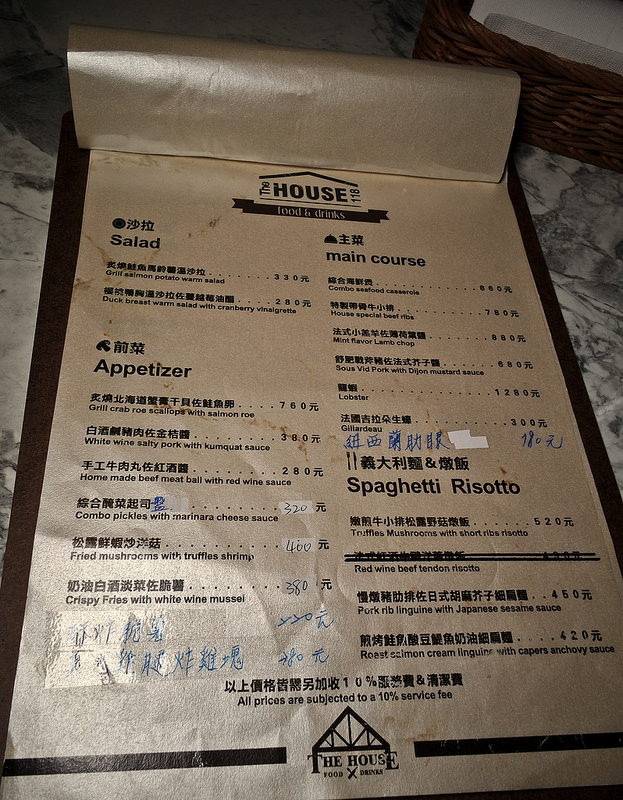 The HOUSE 118
food & drinks
沙拉
Salad
炙燒鮭魚馬鈴薯溫沙拉 330元
Grill salmon potato warm salad
櫻桃鴨胸溫沙拉佐蔓越莓油醋 280元
Duck breast warm salad with cranberry vinaigrette
前菜
Appetizer
炙燒北海道蟹膏干貝佐鮭魚卵 760元
Grill crab roe scallops with salmon roe
白酒鹹豬肉佐金桔醬 380元
White wine salty pork with kumquat sauce
手工牛肉丸佐紅酒醬 280元
Home made beef meat ball with red wine sauce
綜合醃菜起司盤 320元
Combo pickles with marinara cheese sauce
松露鮮蝦炒洋菇 400元
Fried mushrooms with truffles shrimp
奶油白酒淡菜佐脆薯 380元
Crispy Fries with white wine mussel
220元
腿炸雞塊 280元
主菜
main course
綜合海鮮煲 860元
Combo seafood casserole
特製帶骨牛小排 780元
House special beef ribs
法式小羔羊佐薄荷葉醬 880元
Mint flavor Lamb chop
舒肥戰斧豬佐法式芥子醬 680元
Sous Vid Pork with Dijon mustard sauce
龍蝦 1280元
Lobster
法國吉拉朵生蠔 300元
Gillardeau
紐西蘭肋眼 780元
義大利麵&燉飯
Spaghetti Risotto
嫩煎牛小排松露野菇燉飯 520元
Truffles Mushrooms with short ribs risotto
Red wine beef tendon risotto
慢燉豬肋排佐日式胡麻芥子細扁麵 450元
Pork rib linguine with Japanese sesame sauce
煎烤鮭魚酸豆鯷魚奶油細扁麵 420元
Roast salmon cream linguine with capers anchovy sauce
以上價格皆需另加收10%服務費&清潔費
All prices are subjected to a 10% service fee
THE HOUSE
FOOD X DRINKS